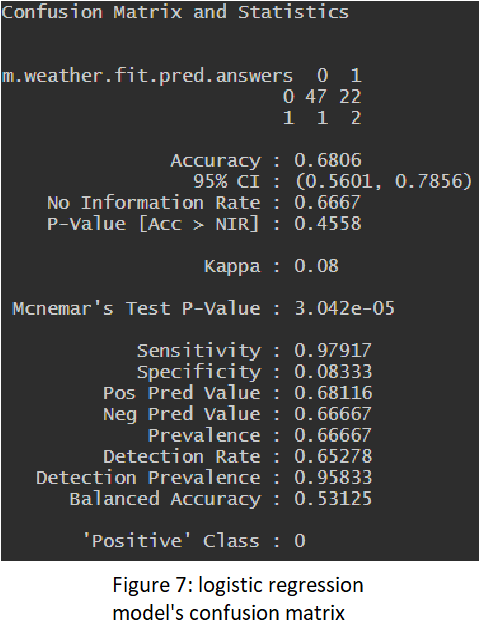 Confusion Matrix and Statistics
m.weather.fit.pred.answers 0 1
0 47 22
1 1 2
Accuracy : 0.6806
95% CI : (0.5601, 0.7856)
No Information Rate : 0.6667
P-Value [Acc > NIR] : 0.4558
Kappa : 0.08
Mcnemar's Test P-Value : 3.042e-05
Sensitivity : 0.97917
Specificity : 0.08333
Pos Pred Value : 0.68116
Neg Pred Value : 0.66667
Prevalence : 0.66667
Detection Rate : 0.65278
Detection Prevalence : 0.95833
Balanced Accuracy : 0.53125
'Positive' Class : 0
Figure 7: logistic regression
model's confusion matrix